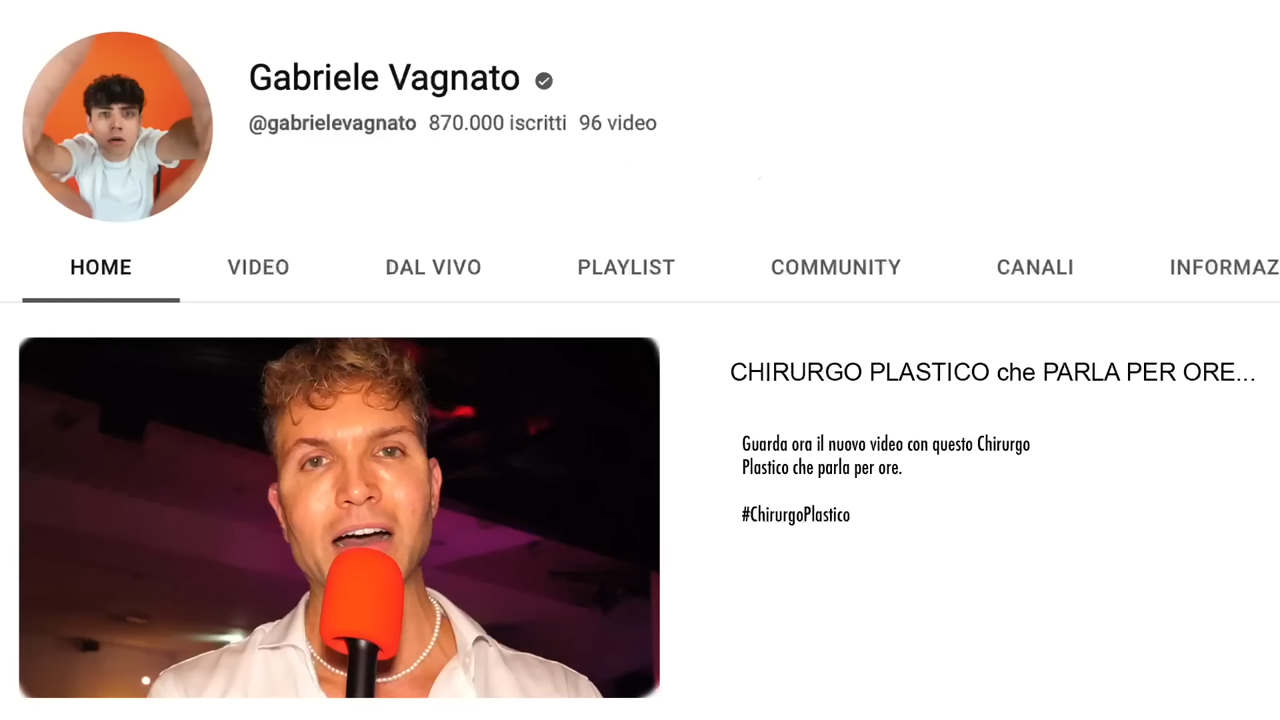 Gabriele Vagnato
@gabrielevagnato 870.000 iscritti 96 video
HOME VIDEO DAL VIVO PLAYLIST COMMUNITY CANALI INFORMAZ
CHIRURGO PLASTICO che PARLA PER ORE...
Guarda ora il nuovo video con questo Chirurgo
Plastico che parla per ore.
#ChirurgoPlastico